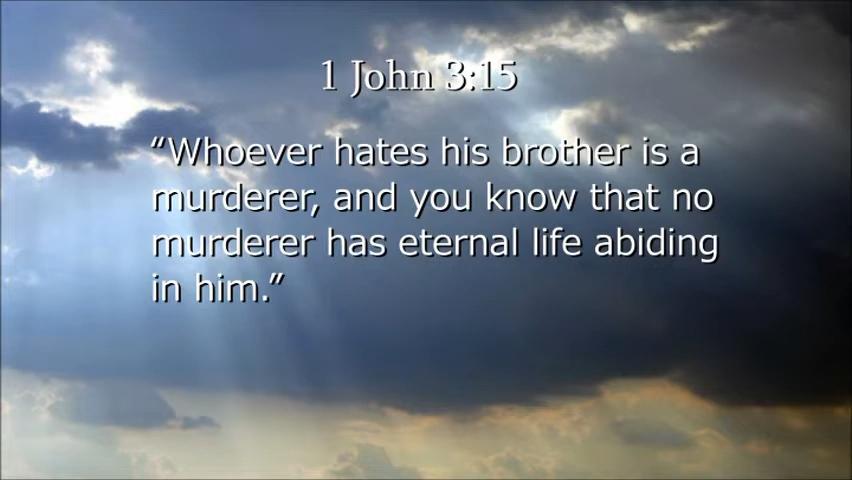 1 John 3:15
“Whoever hates his brother is a
murderer, and you know that no
murderer has eternal life abiding
in him.”